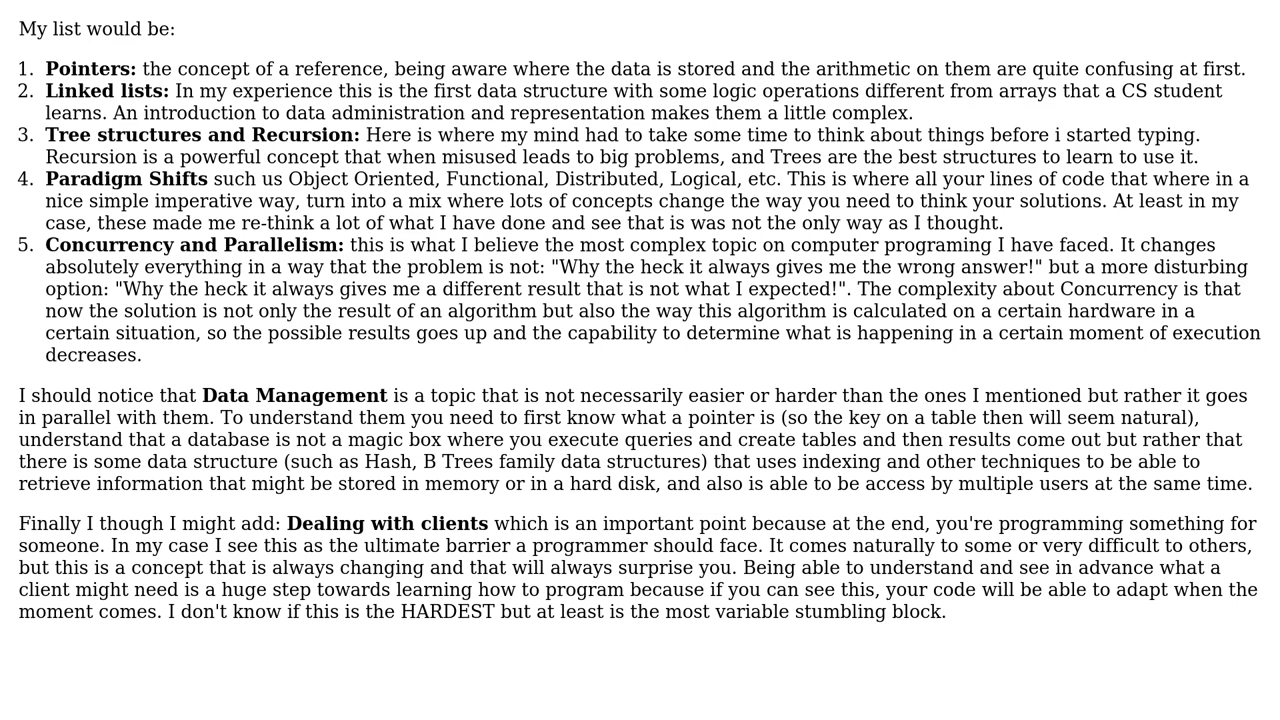 My list would be:
1. Pointers: the concept of a reference, being aware where the data is stored and the arithmetic on them are quite confusing at first.
2. Linked lists: In my experience this is the first data structure with some logic operations different from arrays that a CS student
learns. An introduction to data administration and representation makes them a little complex.
3. Tree structures and Recursion: Here is where my mind had to take some time to think about things before i started typing.
Recursion is a powerful concept that when misused leads to big problems, and Trees are the best structures to learn to use it.
4. Paradigm Shifts such us Object Oriented, Functional, Distributed, Logical, etc. This is where all your lines of code that where in a
nice simple imperative way, turn into a mix where lots of concepts change the way you need to think your solutions. At least in my
case, these made me re-think a lot of what I have done and see that is was not the only way as I thought.
5. Concurrency and Parallelism: this is what I believe the most complex topic on computer programing I have faced. It changes
absolutely everything in a way that the problem is not: "Why the heck it always gives me the wrong answer!" but a more disturbing
option: "Why the heck it always gives me a different result that is not what I expected!". The complexity about Concurrency is that
now the solution is not only the result of an algorithm but also the way this algorithm is calculated on a certain hardware in a
certain situation, so the possible results goes up and the capability to determine what is happening in a certain moment of execution
decreases.
I should notice that Data Management is a topic that is not necessarily easier or harder than the ones I mentioned but rather it goes
in parallel with them. To understand them you need to first know what a pointer is (so the key on a table then will seem natural),
understand that a database is not a magic box where you execute queries and create tables and then results come out but rather that
there is some data structure (such as Hash, B Trees family data structures) that uses indexing and other techniques to be able to
retrieve information that might be stored in memory or in a hard disk, and also is able to be access by multiple users at the same time.
Finally I though I might add: Dealing with clients which is an important point because at the end, you're programming something for
someone. In my case I see this as the ultimate barrier a programmer should face. It comes naturally to some or very difficult to others,
but this is a concept that is always changing and that will always surprise you. Being able to understand and see in advance what a
client might need is a huge step towards learning how to program because if you can see this, your code will be able to adapt when the
moment comes. I don't know if this is the HARDEST but at least is the most variable stumbling block.